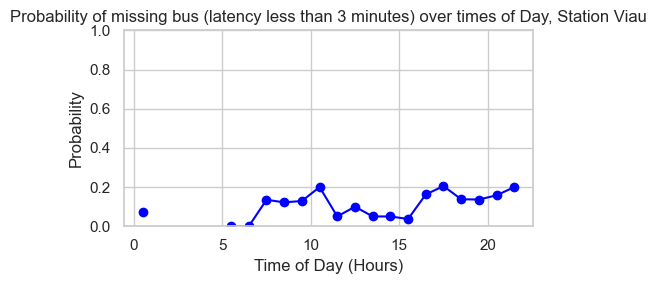 Probability of missing bus (latency less than 3 minutes) over times of Day, Station Viau
1.0
0.8
0.6
0.4
0.2
0.0
Probability
0 5 10 15 20
Time of Day (Hours)